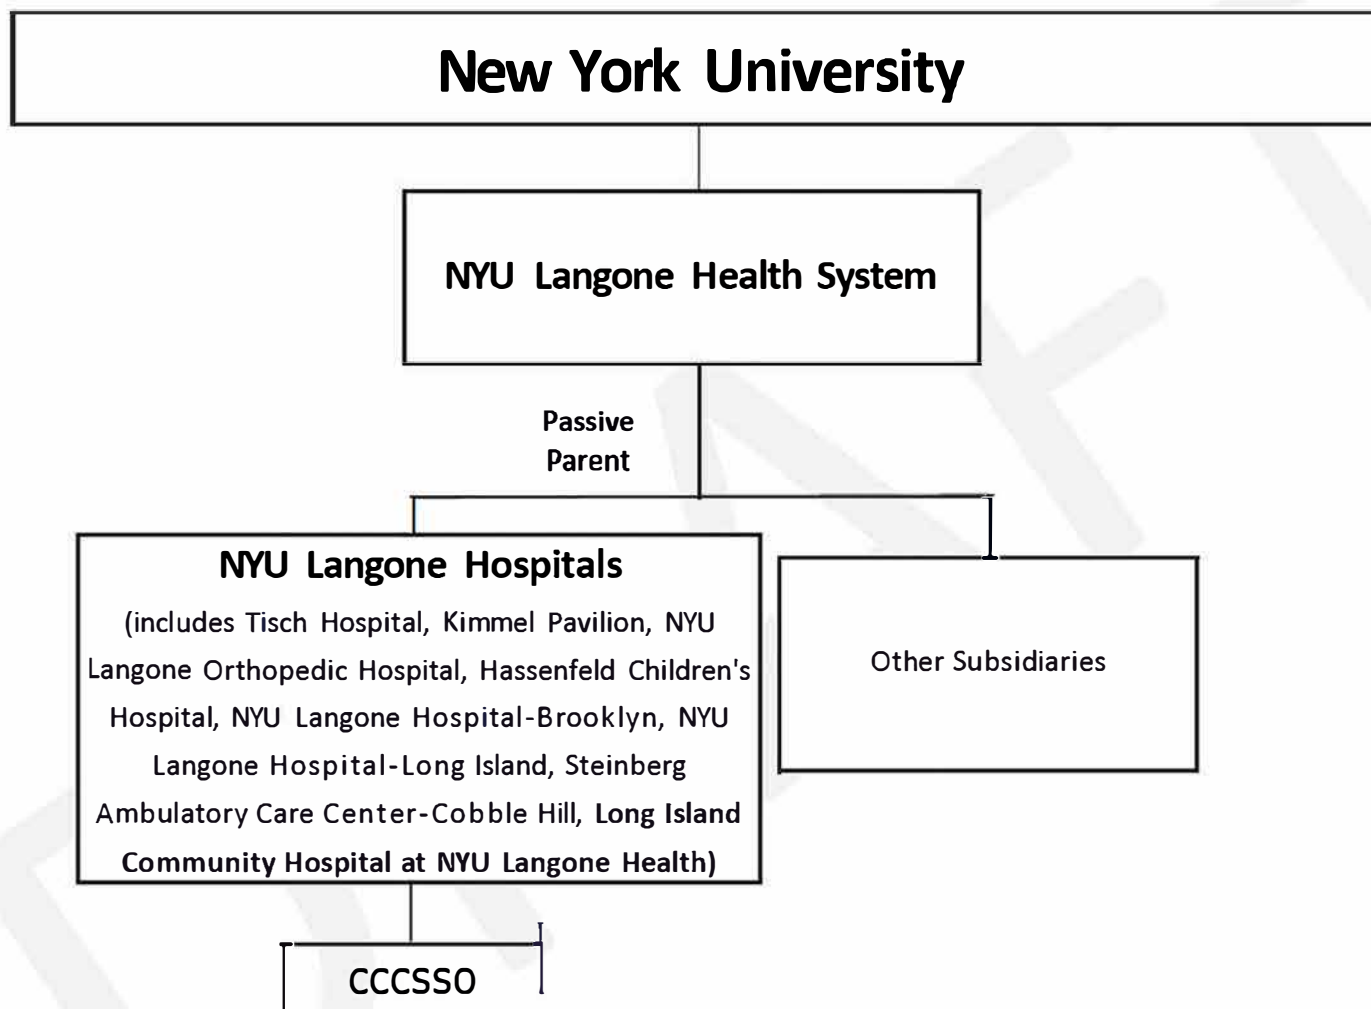 New York University
NYU Langone Health System
Passive
Parent
NYU Langone Hospitals
(includes Tisch Hospital, Kimmel Pavilion, NYU
Langone Orthopedic Hospital, Hassenfeld Children's
Hospital, NYU Langone Hospital-Brooklyn, NYU
Langone Hospital-Long Island, Steinberg
Ambulatory Care Center-Cobble Hill, Long Island
Community Hospital at NYU Langone Health)
Other Subsidiaries
CCCSSO
DRAFT